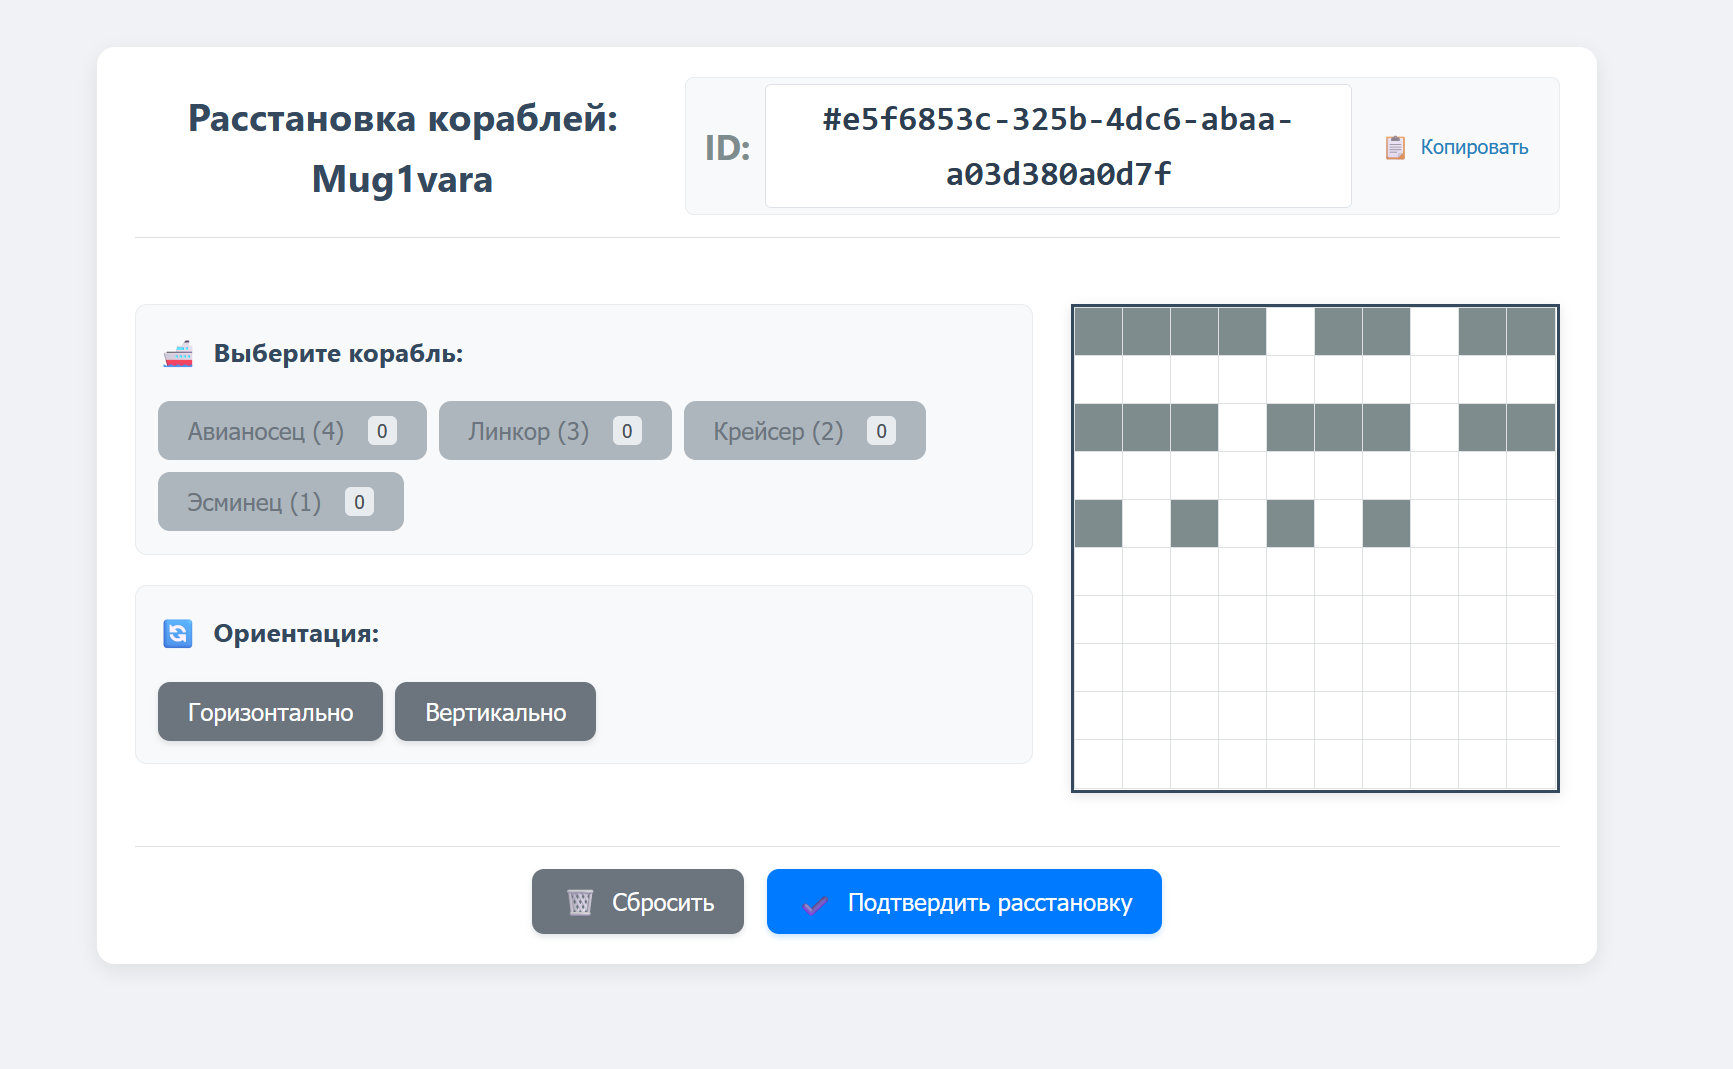 Расстановка кораблей:
Mug1vara
ID:
#e5f6853c-325b-4dc6-abaa-
a03d380a0d7f
Копировать
Выберите корабль:
Авианосец (4) 0
Линкор (3) 0
Крейсер (2) 0
Эсминец (1) 0
Ориентация:
Горизонтально
Вертикально
Сбросить
Подтвердить расстановку